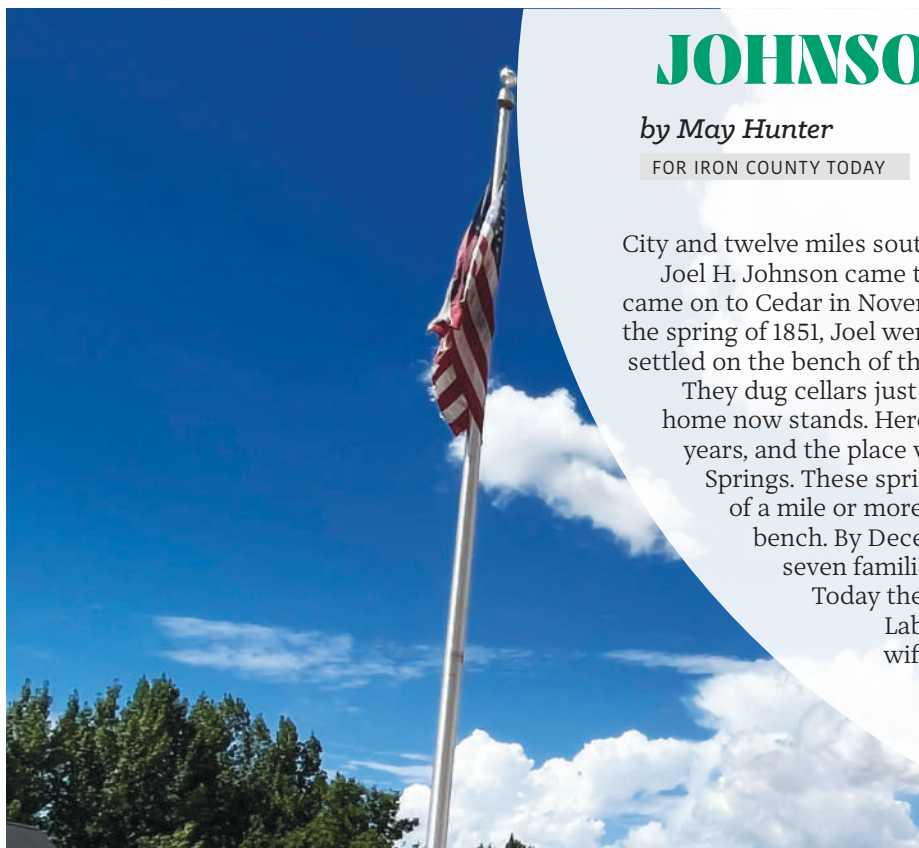 JOHNSO
by May Hunter
FOR IRON COUNTY TODAY
City and twelve miles sout
Joel H. Johnson came t
came on to Cedar in Nover
the spring of 1851, Joel wer
settled on the bench of th
They dug cellars just
home now stands. Here
years, and the place v
Springs. These sprin
of a mile or more
bench. By Dece
seven famili
Today the
Lab
wif